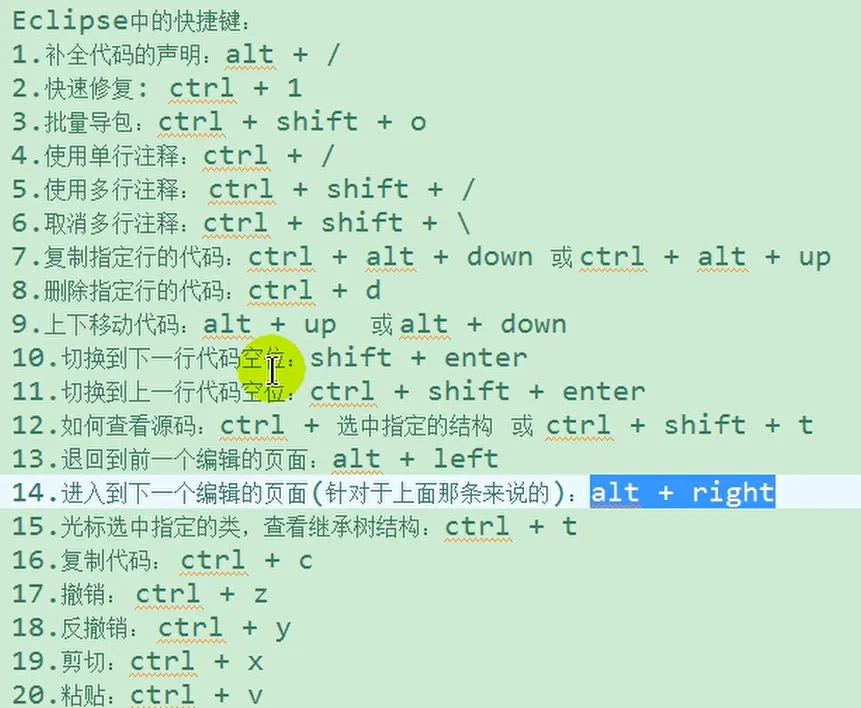 Eclipse中的快捷键:
1.补全代码的声明：alt + /
2.快速修复: ctrl + 1
3.批量导包：ctrl + shift + o
4.使用单行注释：ctrl + /
5.使用多行注释： ctrl + shift + /
6.取消多行注释：ctrl + shift + \
7.复制指定行的代码：ctrl + alt + down 或 ctrl + alt + up
8.删除指定行的代码：ctrl + d
9.上下移动代码：alt + up  或 alt + down
10.切换到下一行代码空位：shift + enter
11.切换到上一行代码空位：ctrl + shift + enter
12.如何查看源码：ctrl + 选中指定的结构 或 ctrl + shift + t
13.退回到前一个编辑的页面：alt + left
14.进入到下一个编辑的页面(针对于上面那条来说的)：alt + right
15.光标选中指定的类，查看继承树结构：ctrl + t
16.复制代码： ctrl + c
17.撤销： ctrl + z
18.反撤销： ctrl + y
19.剪切：ctrl + x
20.粘贴：ctrl + v